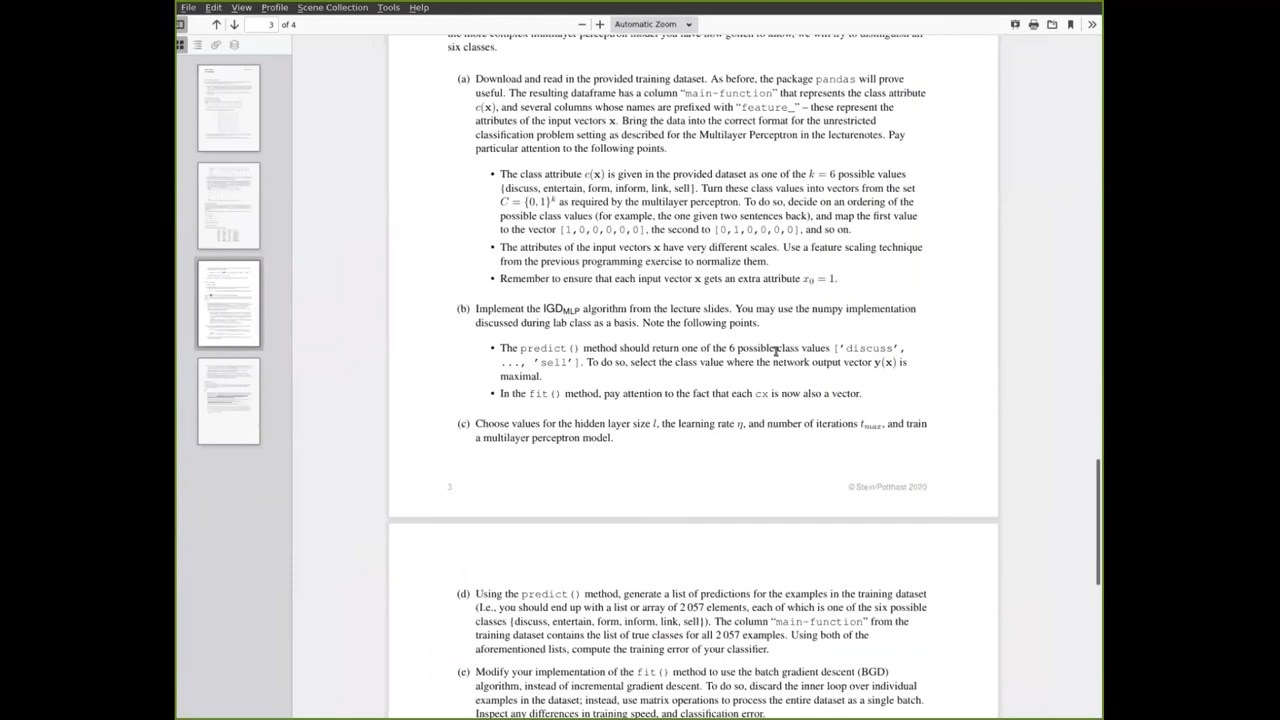 File Edit View Profile Scene Collection Tools Help
3 of 4
Automatic Zoom
the more complex multilayer perceptron model you have now gotten to know, we will try to distinguish all
six classes.
(a) Download and read in the provided training dataset. As before, the package pandas will prove
useful. The resulting dataframe has a column “main-function” that represents the class attribute
c(x), and several columns whose names are prefixed with “feature_” – these represent the
attributes of the input vectors x. Bring the data into the correct format for the unrestricted
classification problem setting as described for the Multilayer Perceptron in the lecturenotes. Pay
particular attention to the following points.
• The class attribute c(x) is given in the provided dataset as one of the k = 6 possible values
{discuss, entertain, form, inform, link, sell}. Turn these class values into vectors from the set
C = {0,1}^k as required by the multilayer perceptron. To do so, decide on an ordering of the
possible class values (for example, the one given two sentences back), and map the first value
to the vector [1,0,0,0,0,0], the second to [0,1,0,0,0,0], and so on.
• The attributes of the input vectors x have very different scales. Use a feature scaling technique
from the previous programming exercise to normalize them.
• Remember to ensure that each input vector x gets an extra attribute x₀ = 1.
(b) Implement the IGD_MLP algorithm from the lecture slides. You may use the numpy implementation
discussed during lab class as a basis. Note the following points.
• The predict() method should return one of the 6 possible class values ['discuss',
..., 'sell']. To do so, select the class value where the network output vector y(x) is
maximal.
• In the fit() method, pay attention to the fact that each cx is now also a vector.
(c) Choose values for the hidden layer size l, the learning rate η, and number of iterations t_max, and train
a multilayer perceptron model.
3 © Stein/Potthast 2020
(d) Using the predict() method, generate a list of predictions for the examples in the training dataset
(I.e., you should end up with a list or array of 2 057 elements, each of which is one of the six possible
classes {discuss, entertain, form, inform, link, sell}). The column “main-function” from the
training dataset contains the list of true classes for all 2 057 examples. Using both of the
aforementioned lists, compute the training error of your classifier.
(e) Modify your implementation of the fit() method to use the batch gradient descent (BGD)
algorithm, instead of incremental gradient descent. To do so, discard the inner loop over individual
examples in the dataset; instead, use matrix operations to process the entire dataset as a single batch.
Inspect any differences in training speed, and classification error.